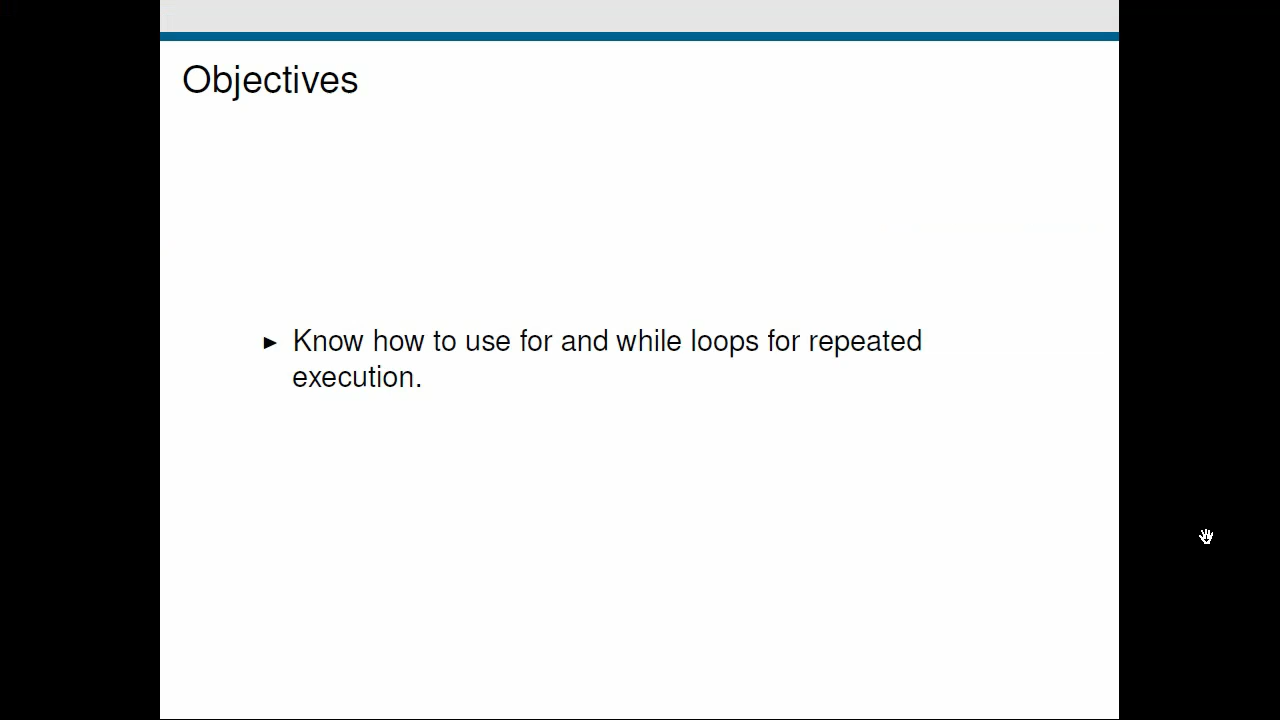 Objectives
► Know how to use for and while loops for repeated
execution.